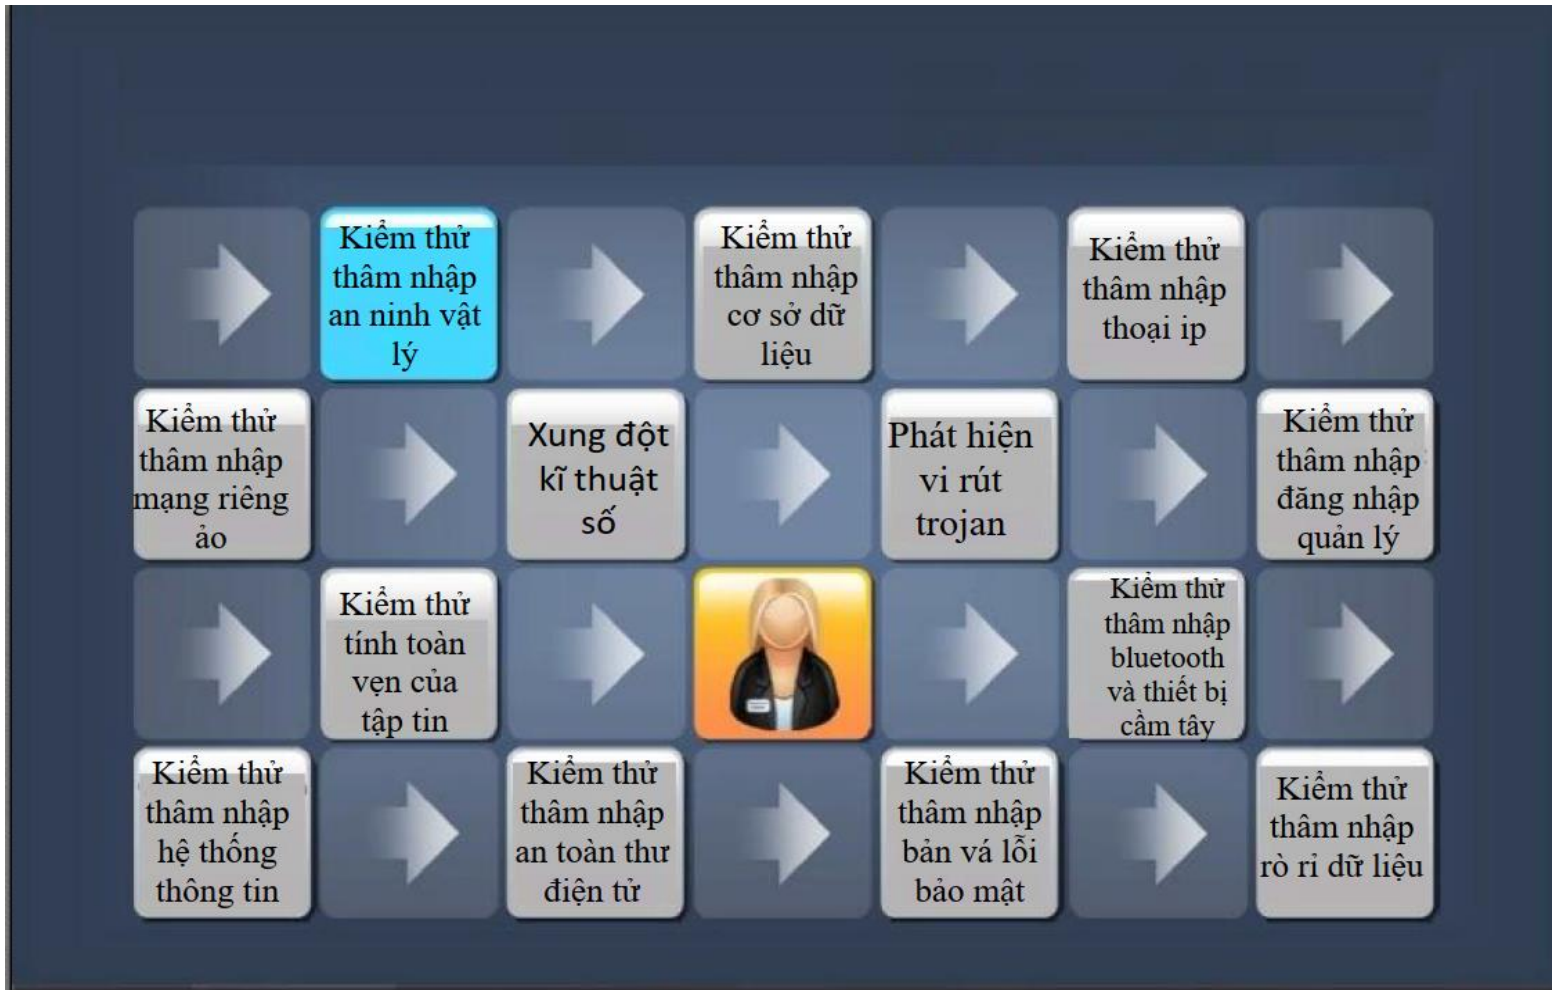 Kiểm thử
thâm nhập
an ninh vật
lý
Kiểm thử
thâm nhập
cơ sở dữ
liệu
Kiểm thử
thâm nhập
thoại ip
Kiểm thử
thâm nhập
mạng riêng
ảo
Xung đột
kĩ thuật
số
Phát hiện
vi rút
trojan
Kiểm thử
thâm nhập
đăng nhập
quản lý
Kiểm thử
tính toàn
vẹn của
tập tin
Kiểm thử
thâm nhập
bluetooth
và thiết bị
cầm tây
Kiểm thử
thâm nhập
hệ thống
thông tin
Kiểm thử
thâm nhập
an toàn thư
điện tử
Kiểm thử
thâm nhập
bản vá lỗi
bảo mật
Kiểm thử
thâm nhập
rò rỉ dữ liệu